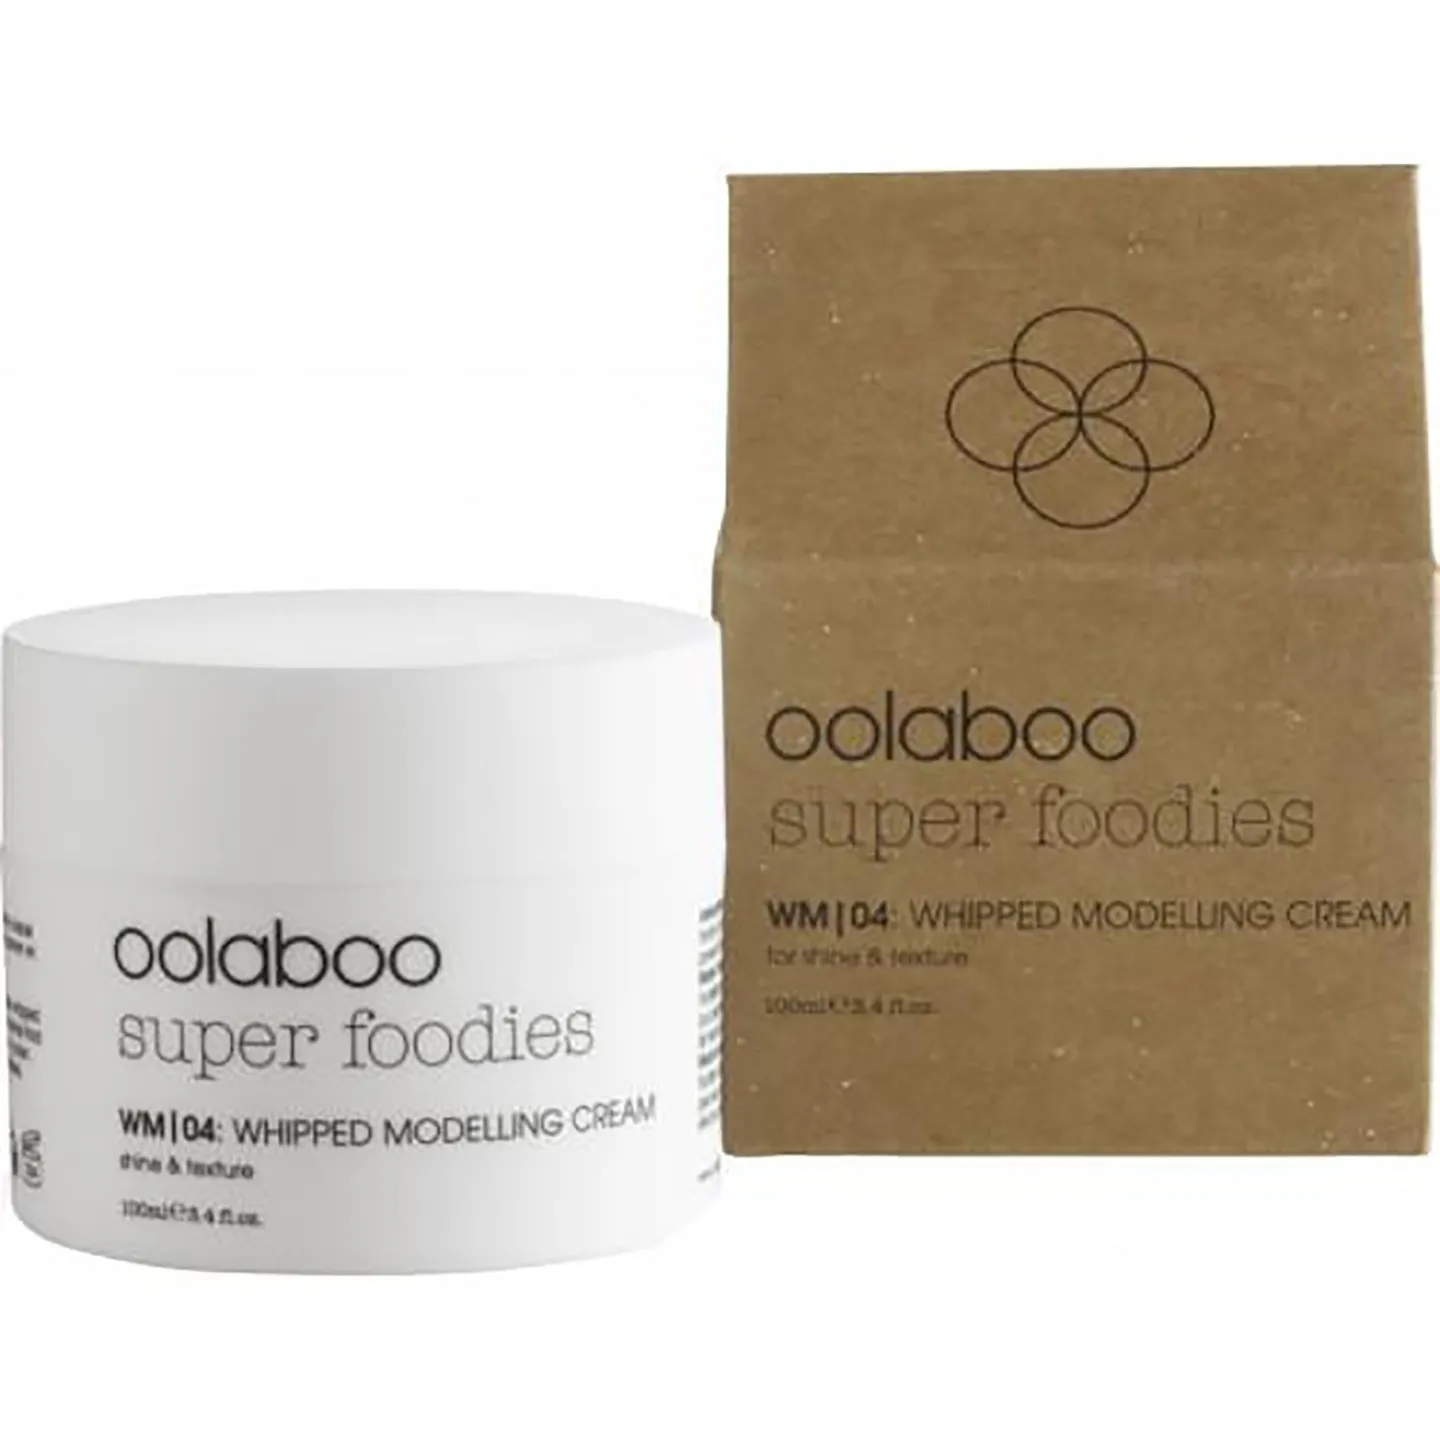 oolaboo
super foodies
WM|04: WHIPPED MODELLING CREAM
shine & texture
100ml℮3.4 fl.oz.
oolaboo
super foodies
WM|04: WHIPPED MODELLING CREAM
for shine & texture
100ml℮3.4 fl.oz.